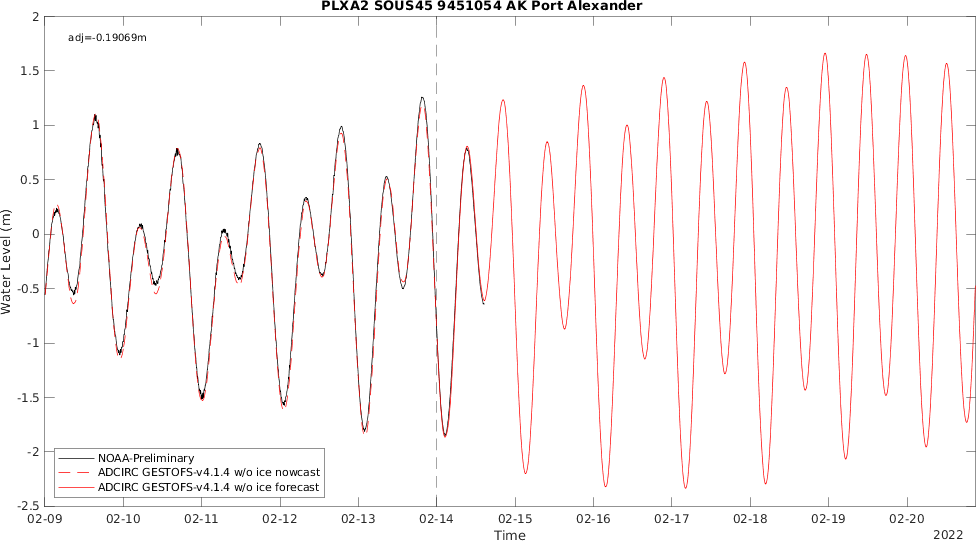 PLXA2 SOUS45 9451054 AK Port Alexander
adj=-0.19069m
2
1.5
1
0.5
0
-0.5
-1
-1.5
-2
-2.5
Water Level (m)
NOAA-Preliminary
ADCIRC GESTOFS-v4.1.4 w/o ice nowcast
ADCIRC GESTOFS-v4.1.4 w/o ice forecast
02-09 02-10 02-11 02-12 02-13 02-14 02-15 02-16 02-17 02-18 02-19 02-20
Time
2022